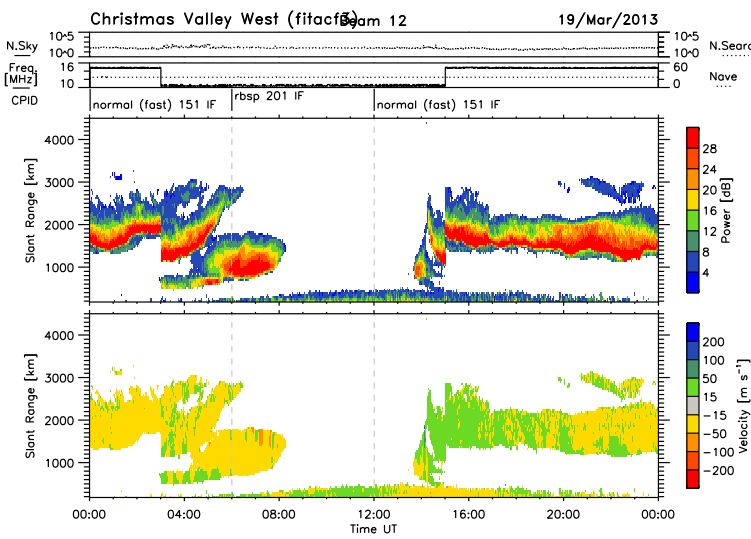 Christmas Valley West (fitacf3) Beam 12 19/Mar/2013
N.Sky 10^5 10^0 10^5 10^0 N.Searc
Freq [MHz] 16 10 60 0 Nave
CPID normal (fast) 151 IF rbsp 201 IF normal (fast) 151 IF
Slant Range [km]
4000
3000
2000
1000
Power [dB]
28
24
20
16
12
8
4
Slant Range [km]
4000
3000
2000
1000
Velocity [m s⁻¹]
200
100
50
15
-15
-50
-100
-200
00:00 04:00 08:00 12:00 16:00 20:00 00:00
Time UT